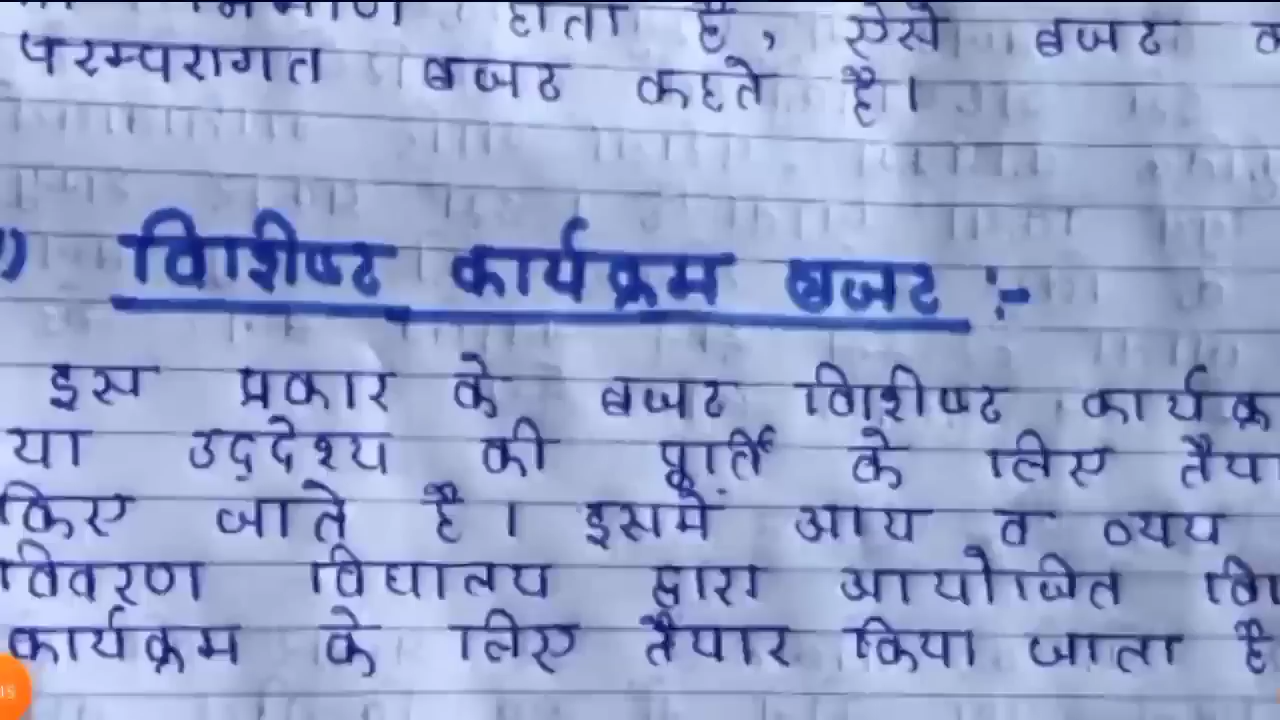 होता है, ऐसे बजट
परम्परागत बजट कहते है।
विशिष्ट कार्यक्रम बजट :-
इस प्रकार के बजट विशिष्ट कार्यक्र
या उद्देश्य की पूर्ति के लिए तैया
किए जाते है। इसमें आय व व्यय
विवरण विद्यालय द्वारा आयोजित वि
कार्यक्रम के लिए तैयार किया जाता है